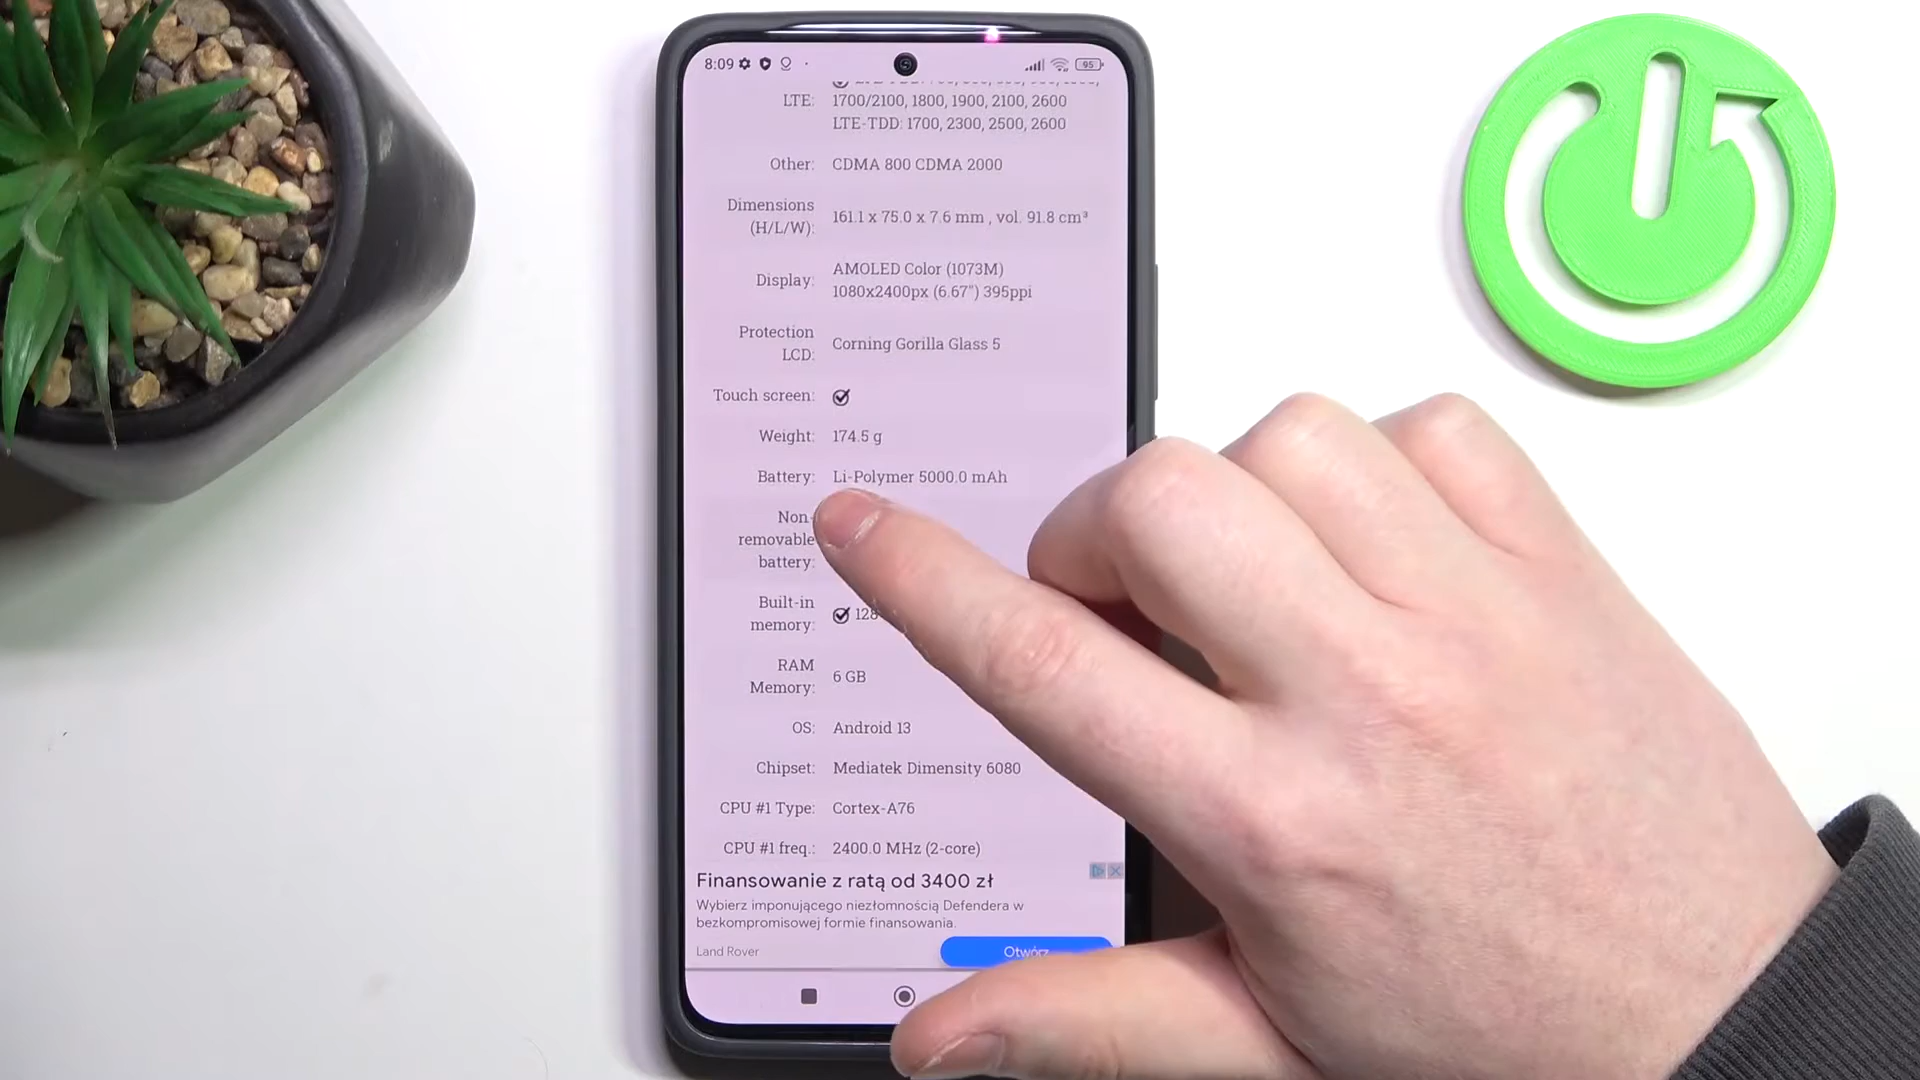 8:09
95
LTE:
1700/2100, 1800, 1900, 2100, 2600
LTE-TDD: 1700, 2300, 2500, 2600
Other: CDMA 800 CDMA 2000
Dimensions
(H/L/W):
161.1 x 75.0 x 7.6 mm , vol. 91.8 cm³
Display:
AMOLED Color (1073M)
1080x2400px (6.67") 395ppi
Protection
LCD:
Corning Gorilla Glass 5
Touch screen:
Weight: 174.5 g
Battery: Li-Polymer 5000.0 mAh
Non-
removable
battery:
Built-in
memory:
128
RAM
Memory:
6 GB
OS: Android 13
Chipset: Mediatek Dimensity 6080
CPU #1 Type: Cortex-A76
CPU #1 freq.: 2400.0 MHz (2-core)
Finansowanie z ratą od 3400 zł
Wybierz imponującego niezłomnością Defendera w
bezkompromisowej formie finansowania.
Land Rover
Otwórz